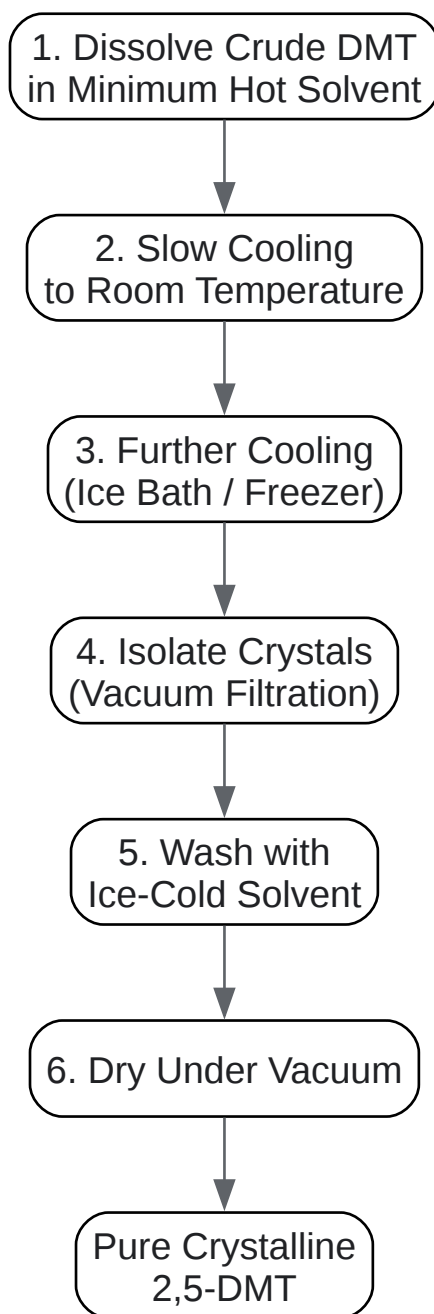 1. Dissolve Crude DMT
in Minimum Hot Solvent
2. Slow Cooling
to Room Temperature
3. Further Cooling
(Ice Bath / Freezer)
4. Isolate Crystals
(Vacuum Filtration)
5. Wash with
Ice-Cold Solvent
6. Dry Under Vacuum
Pure Crystalline
2,5-DMT